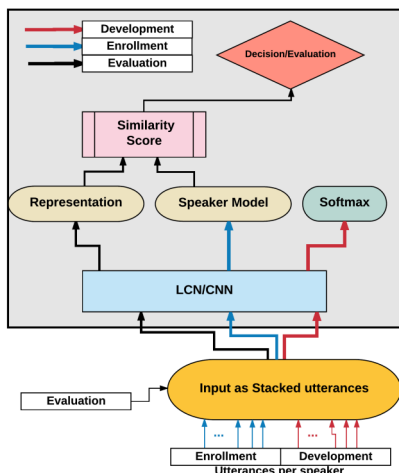 Development
Enrollment
Evaluation
Decision/Evaluation
Similarity
Score
Representation
Speaker Model
Softmax
LCN/CNN
Input as Stacked utterances
Evaluation
...
...
Enrollment
Development
Utterances per speaker